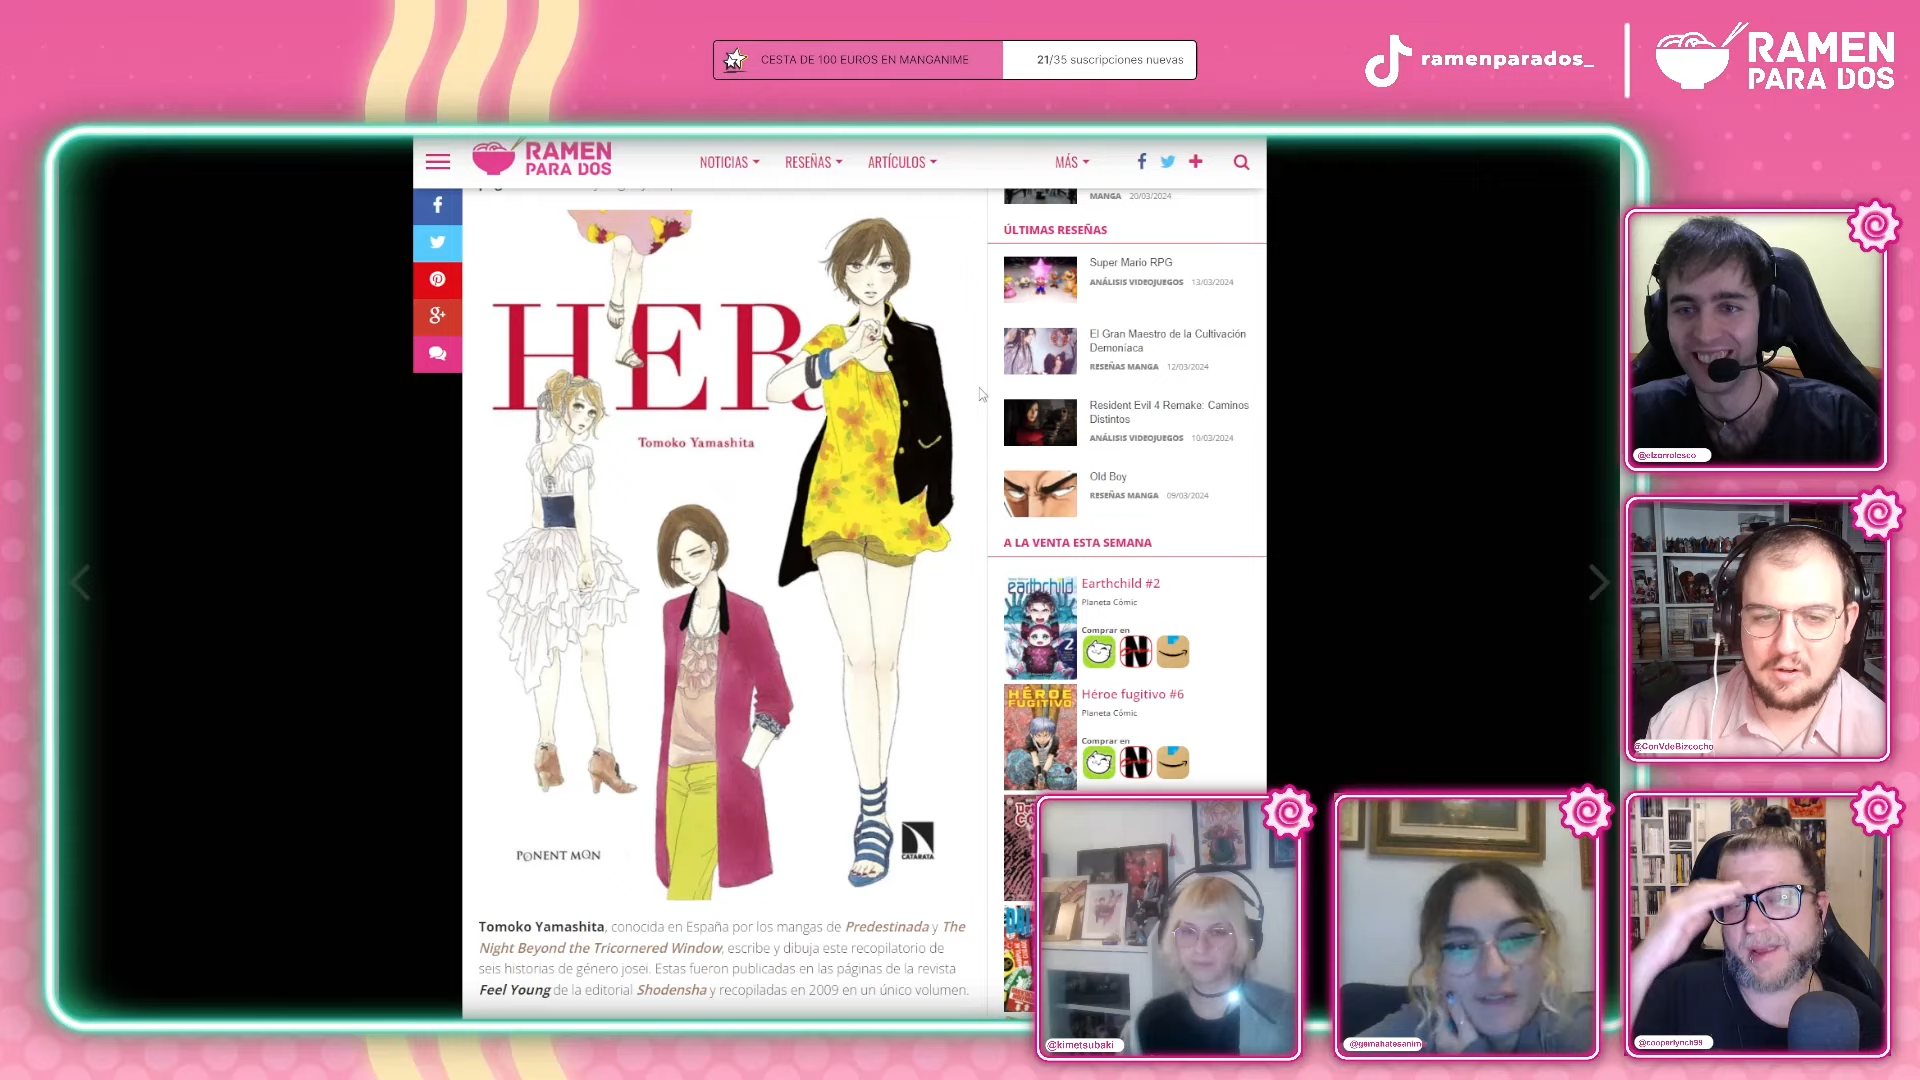 CESTA DE 100 EUROS EN MANGANIME
21/35 suscripciones nuevas
ramenparados_
RAMEN
PARA DOS
RAMEN
PARA DOS
NOTICIAS
RESEÑAS
ARTÍCULOS
MÁS
MANGA 20/03/2024
HER
Tomoko Yamashita
PONENT MON
CATARATA
Tomoko Yamashita, conocida en España por los mangas de Predestinada y The
Night Beyond the Tricornered Window, escribe y dibuja este recopilatorio de
seis historias de género josei. Estas fueron publicadas en las páginas de la revista
Feel Young de la editorial Shodensha y recopiladas en 2009 en un único volumen.
ÚLTIMAS RESEÑAS
Super Mario RPG
ANÁLISIS VIDEOJUEGOS 13/03/2024
El Gran Maestro de la Cultivación
Demoníaca
RESEÑAS MANGA 12/03/2024
Resident Evil 4 Remake: Caminos
Distintos
ANÁLISIS VIDEOJUEGOS 10/03/2024
Old Boy
RESEÑAS MANGA 09/03/2024
A LA VENTA ESTA SEMANA
earthchild
2
Earthchild #2
Planeta Cómic
Comprar en
HÉROE
FUGITIVO
Héroe fugitivo #6
Planeta Cómic
Comprar en
@elzorrolesco
@ConVdeBizcocho
@kimetsubaki
@gemahatesanim
@cooperlynch99